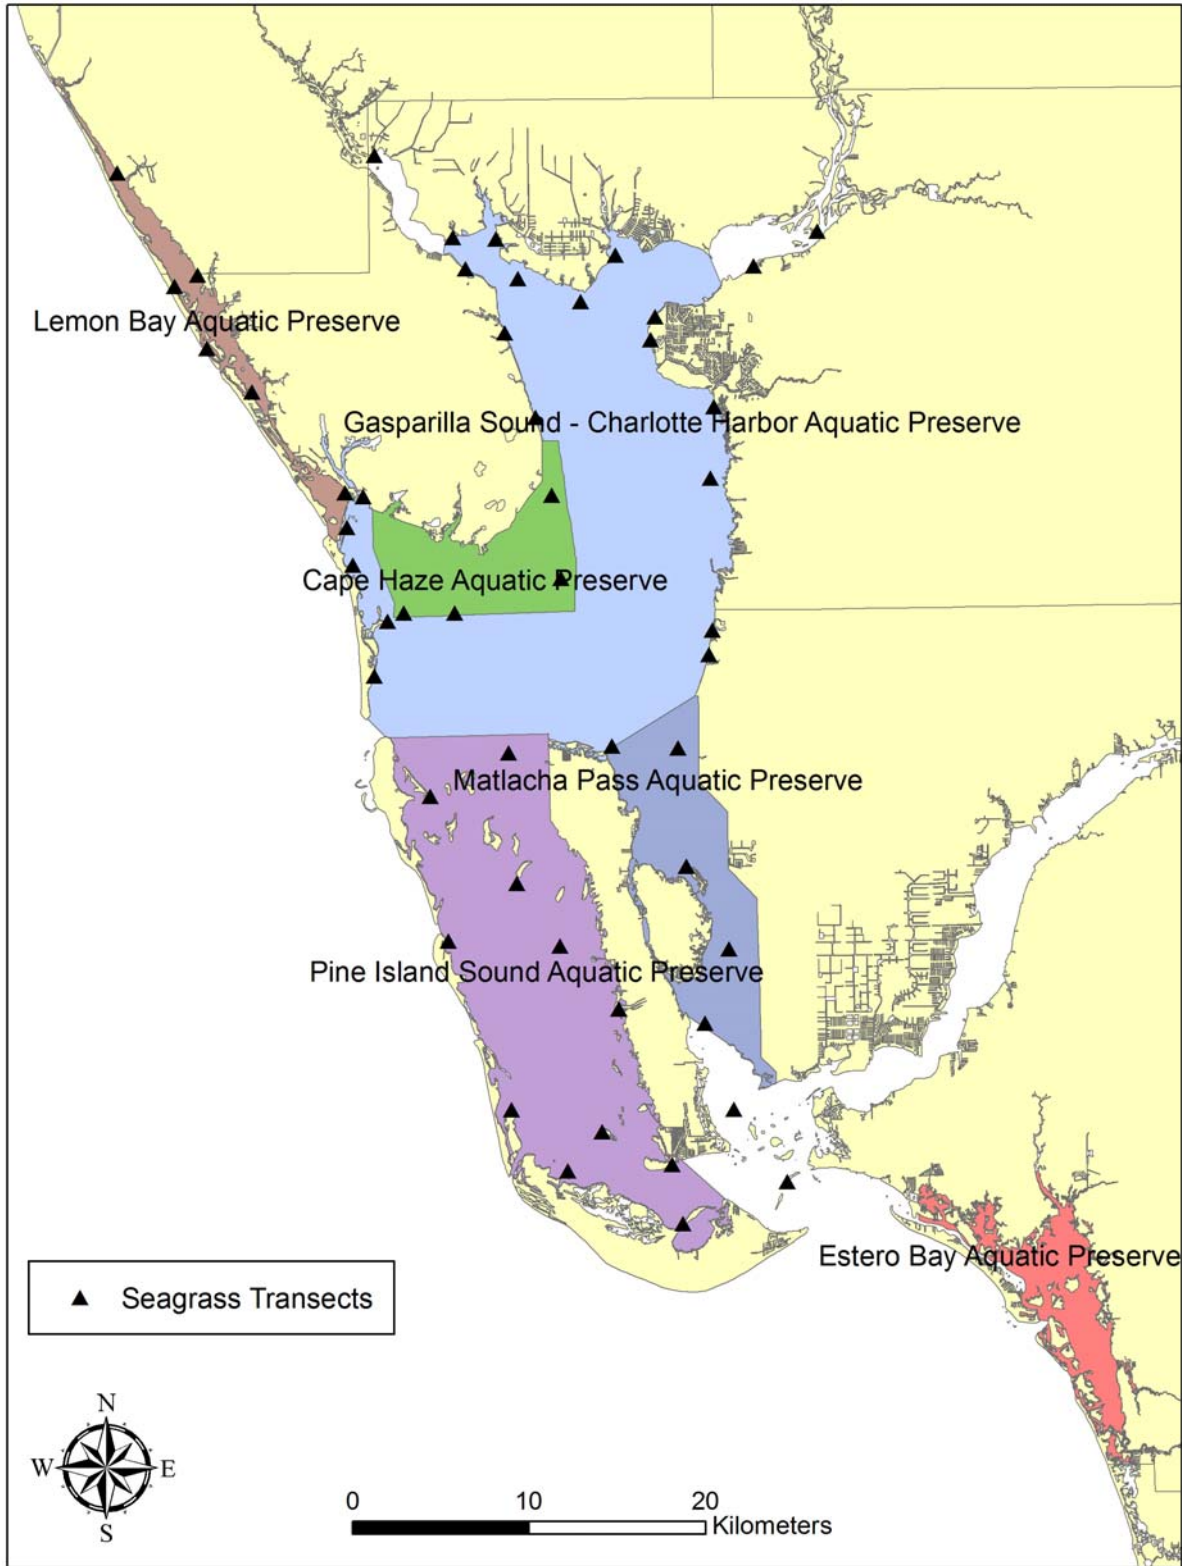 Lemon Bay Aquatic Preserve
Gasparilla Sound - Charlotte Harbor Aquatic Preserve
Cape Haze Aquatic Preserve
Matlacha Pass Aquatic Preserve
Pine Island Sound Aquatic Preserve
Estero Bay Aquatic Preserve
Seagrass Transects
N
W E
S
0 10 20
Kilometers